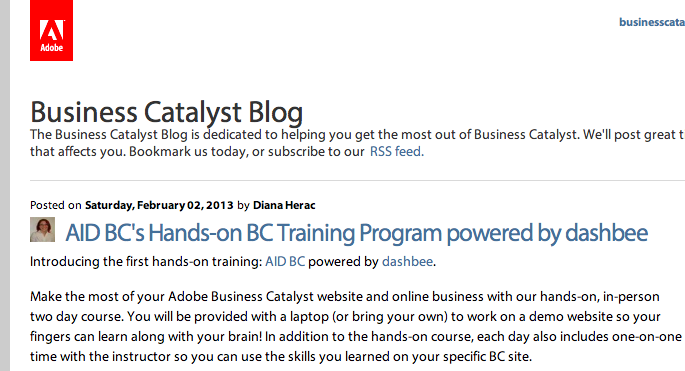 Adobe
businesscata
Business Catalyst Blog
The Business Catalyst Blog is dedicated to helping you get the most out of Business Catalyst. We'll post great t
that affects you. Bookmark us today, or subscribe to our RSS feed.
Posted on Saturday, February 02, 2013 by Diana Herac
AID BC's Hands-on BC Training Program powered by dashbee
Introducing the first hands-on training: AID BC powered by dashbee.
Make the most of your Adobe Business Catalyst website and online business with our hands-on, in-person
two day course. You will be provided with a laptop (or bring your own) to work on a demo website so your
fingers can learn along with your brain! In addition to the hands-on course, each day also includes one-on-one
time with the instructor so you can use the skills you learned on your specific BC site.